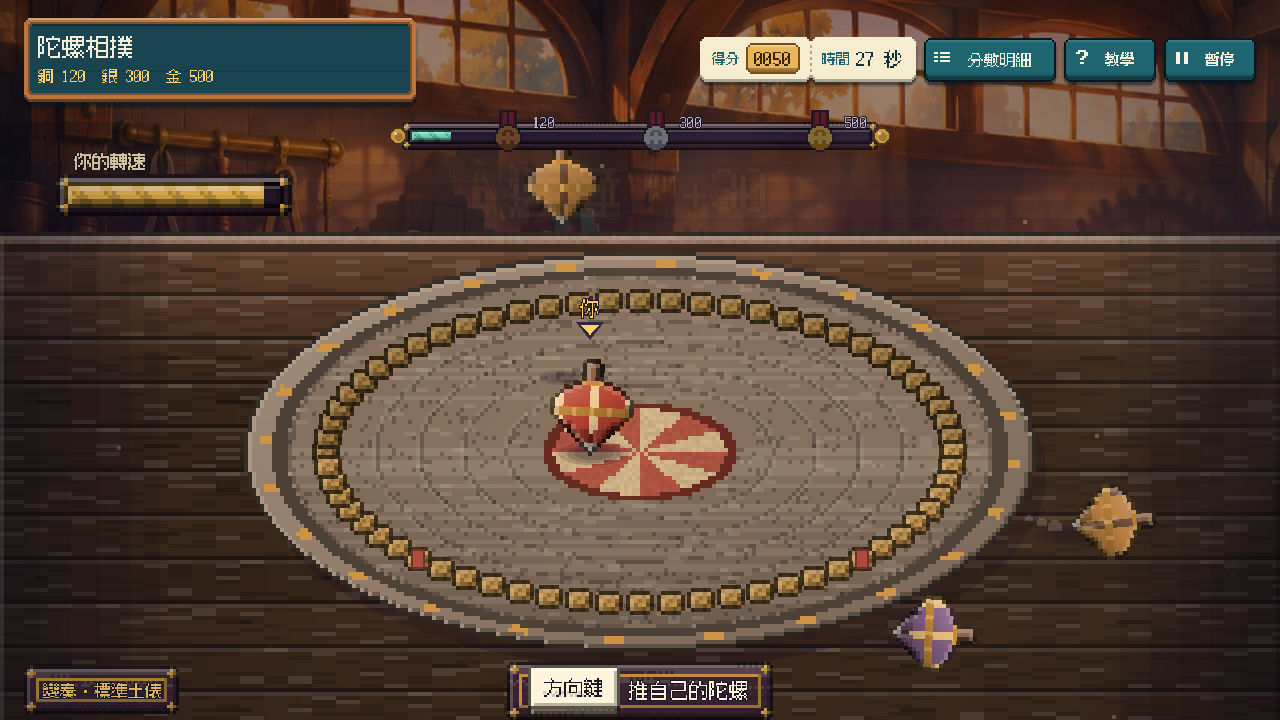 陀螺相撲
銅 120 銀 300 金 500
得分 0050 時間 27 秒
分數明細
? 教學
暫停
120 300 500
你的轉速
你
變奏·標準土俵
方向鍵 推自己的陀螺